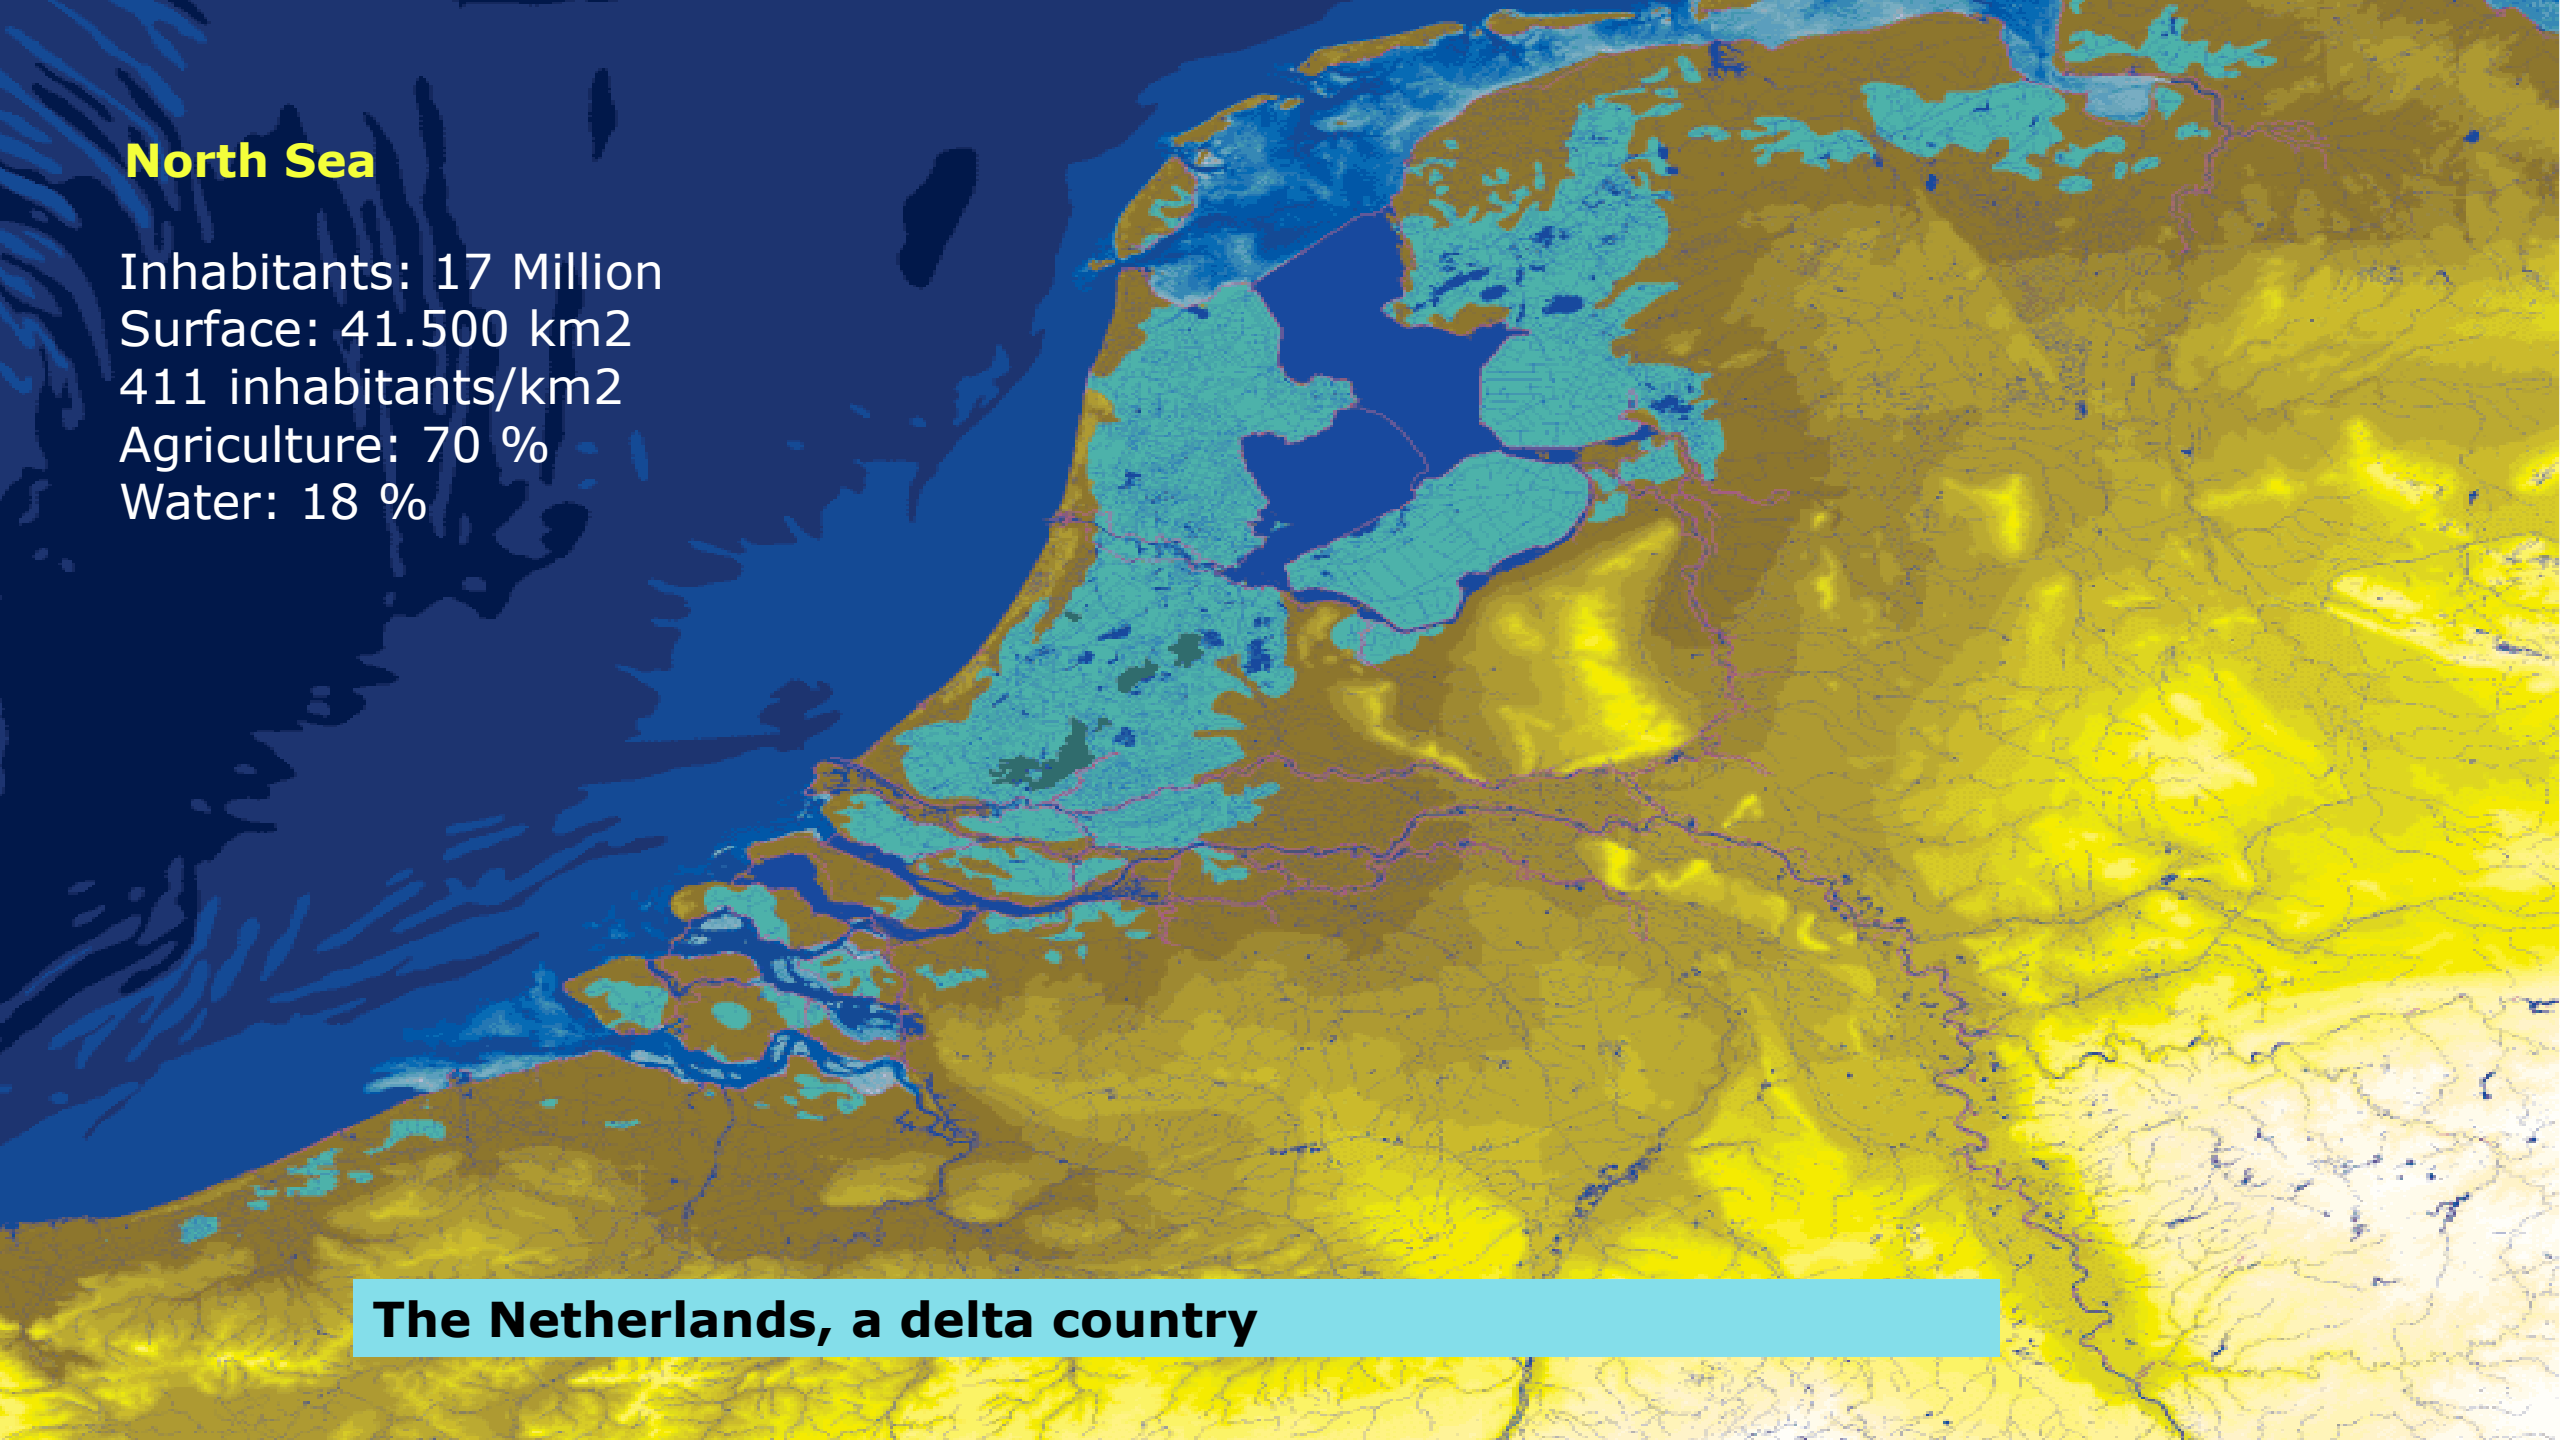 North Sea
Inhabitants: 17 Million
Surface: 41.500 km2
411 inhabitants/km2
Agriculture: 70 %
Water: 18 %
The Netherlands, a delta country